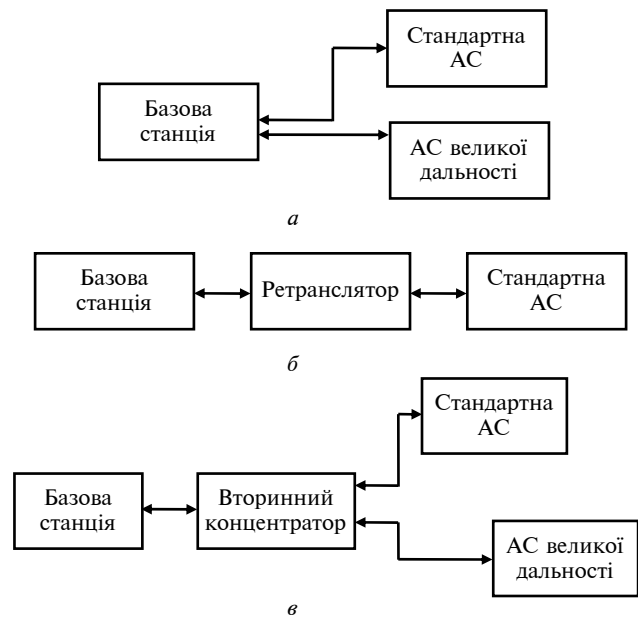 Стандартна
АС
Базова
станція
АС великої
дальності
а
Базова
станція
Ретранслятор
Стандартна
АС
б
Стандартна
АС
Базова
станція
Вторинний
концентратор
АС великої
дальності
в